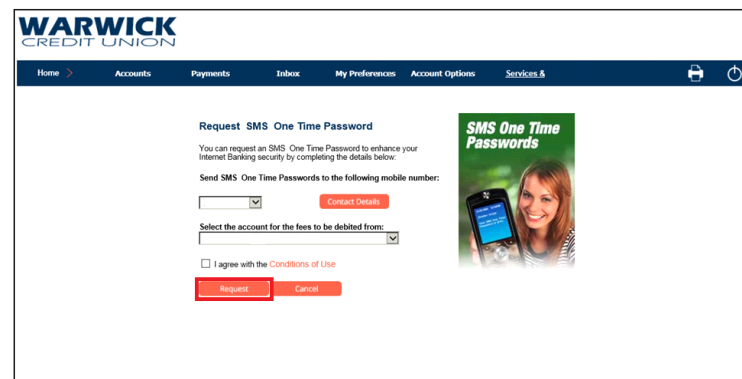 WARWICK
CREDIT UNION
Home > Accounts Payments Inbox My Preferences Account Options Services &
Request SMS One Time Password
You can request an SMS One Time Password to enhance your
Internet Banking security by completing the details below:
Send SMS One Time Passwords to the following mobile number:
Contact Details
Select the account for the fees to be debited from:
I agree with the Conditions of Use
Request Cancel
SMS One Time
Passwords